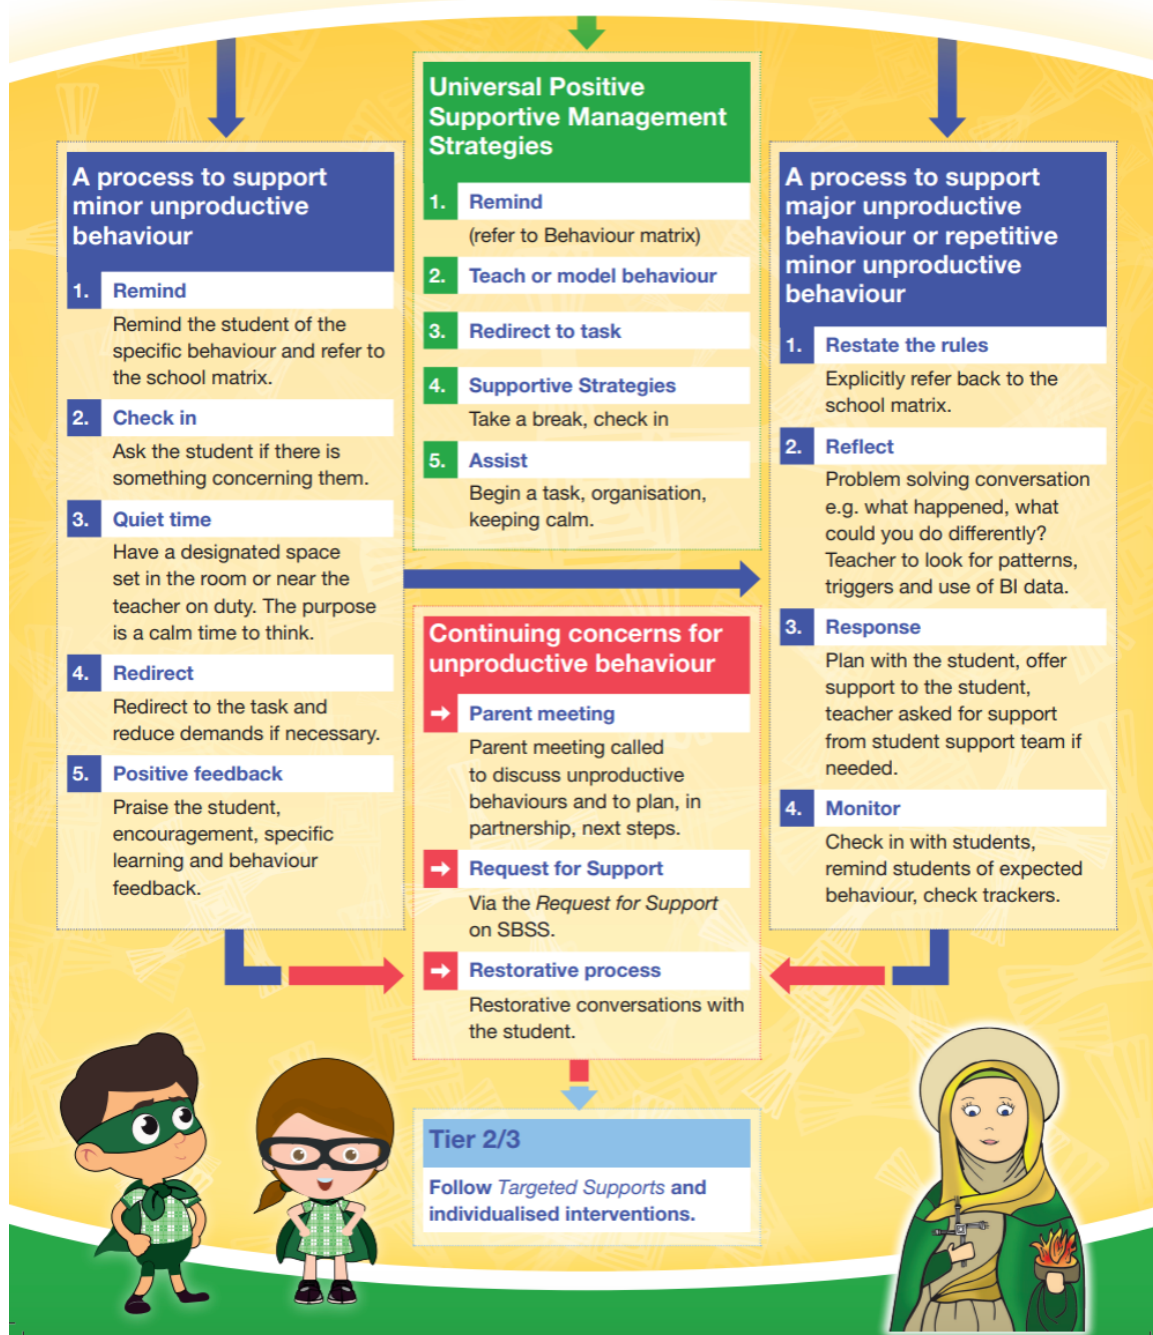 A process to support
minor unproductive
behaviour
1. Remind
Remind the student of the
specific behaviour and refer to
the school matrix.
2. Check in
Ask the student if there is
something concerning them.
3. Quiet time
Have a designated space
set in the room or near the
teacher on duty. The purpose
is a calm time to think.
4. Redirect
Redirect to the task and
reduce demands if necessary.
5. Positive feedback
Praise the student,
encouragement, specific
learning and behaviour
feedback.
Universal Positive
Supportive Management
Strategies
1. Remind
(refer to Behaviour matrix)
2. Teach or model behaviour
3. Redirect to task
4. Supportive Strategies
Take a break, check in
5. Assist
Begin a task, organisation,
keeping calm.
Continuing concerns for
unproductive behaviour
Parent meeting
Parent meeting called
to discuss unproductive
behaviours and to plan, in
partnership, next steps.
Request for Support
Via the Request for Support
on SBSS.
Restorative process
Restorative conversations with
the student.
Tier 2/3
Follow Targeted Supports and
individualised interventions.
A process to support
major unproductive
behaviour or repetitive
minor unproductive
behaviour
1. Restate the rules
Explicitly refer back to the
school matrix.
2. Reflect
Problem solving conversation
e.g. what happened, what
could you do differently?
Teacher to look for patterns,
triggers and use of BI data.
3. Response
Plan with the student, offer
support to the student,
teacher asked for support
from student support team if
needed.
4. Monitor
Check in with students,
remind students of expected
behaviour, check trackers.